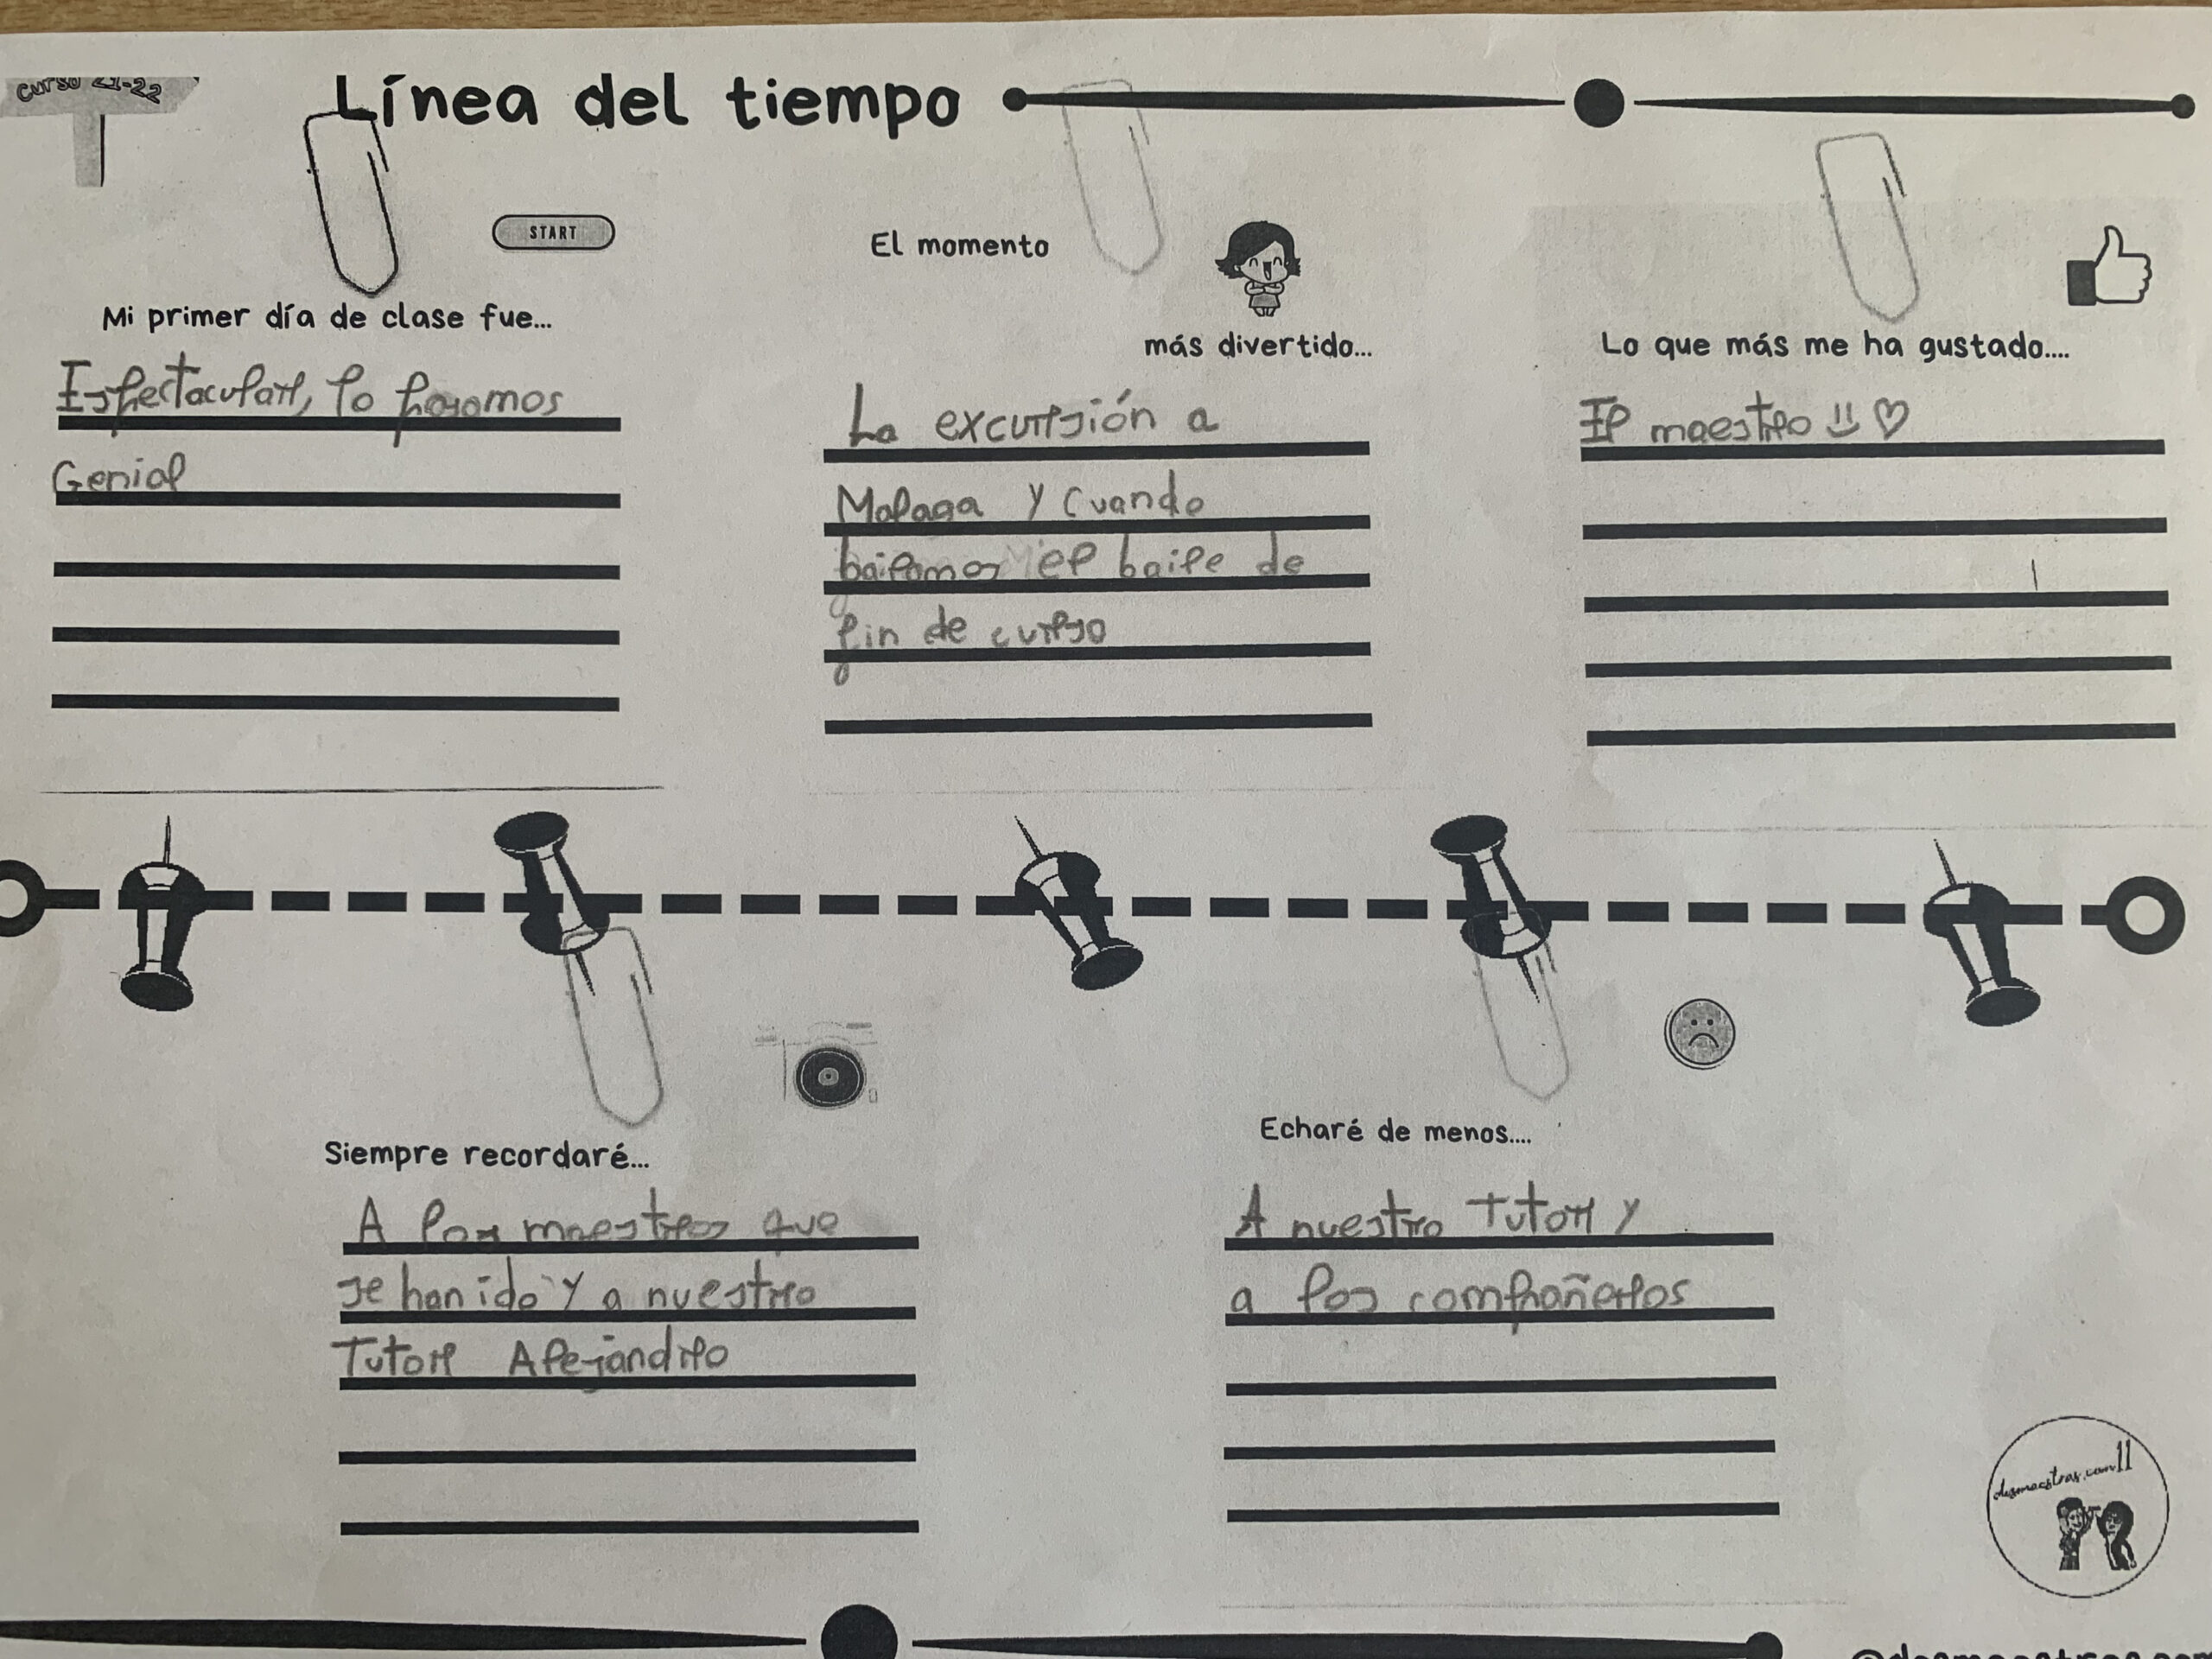 Curso 21-22
Línea del tiempo
START
Mi primer día de clase fue...
Espectacular, lo pasamos
Genial
El momento
más divertido...
La excursión a
Malaga y cuando
bailamos el baile de
fin de curso
Lo que más me ha gustado....
El maestro
Siempre recordaré...
A los maestros que
se han ido y a nuestro
Tutor Alejandro
Echaré de menos....
A nuestro Tutor y
a los compañeros
desmaestras.com11